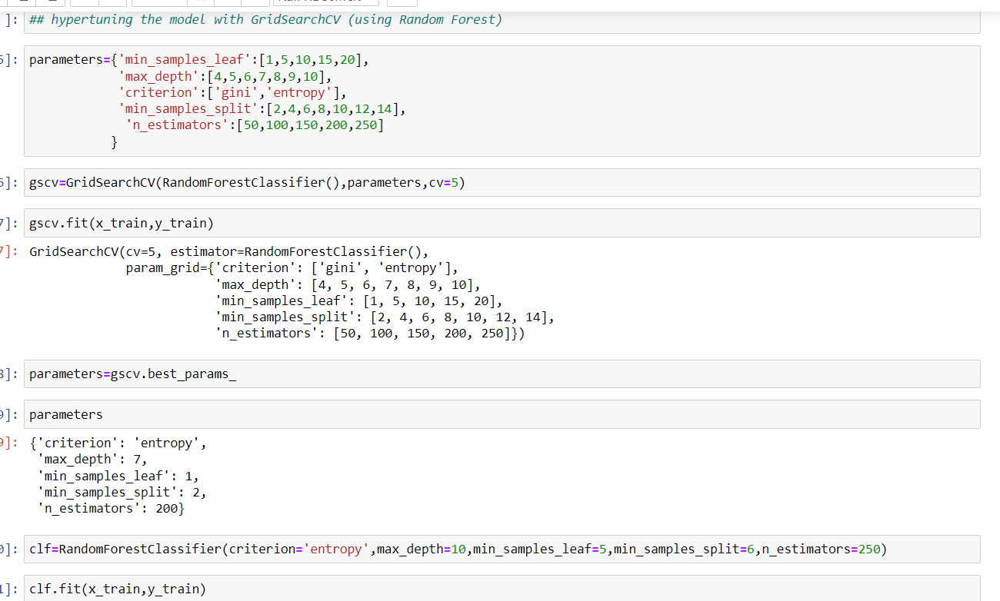 ]: ## hypertuning the model with GridSearchCV (using Random Forest)
5]: parameters={'min_samples_leaf':[1,5,10,15,20],
'max_depth':[4,5,6,7,8,9,10],
'criterion':['gini','entropy'],
'min_samples_split':[2,4,6,8,10,12,14],
'n_estimators':[50,100,150,200,250]
}
6]: gscv=GridSearchCV(RandomForestClassifier(),parameters,cv=5)
7]: gscv.fit(x_train,y_train)
7]: GridSearchCV(cv=5, estimator=RandomForestClassifier(),
param_grid={'criterion': ['gini', 'entropy'],
'max_depth': [4, 5, 6, 7, 8, 9, 10],
'min_samples_leaf': [1, 5, 10, 15, 20],
'min_samples_split': [2, 4, 6, 8, 10, 12, 14],
'n_estimators': [50, 100, 150, 200, 250]})
8]: parameters=gscv.best_params_
9]: parameters
9]: {'criterion': 'entropy',
'max_depth': 7,
'min_samples_leaf': 1,
'min_samples_split': 2,
'n_estimators': 200}
0]: clf=RandomForestClassifier(criterion='entropy',max_depth=10,min_samples_leaf=5,min_samples_split=6,n_estimators=250)
1]: clf.fit(x_train,y_train)